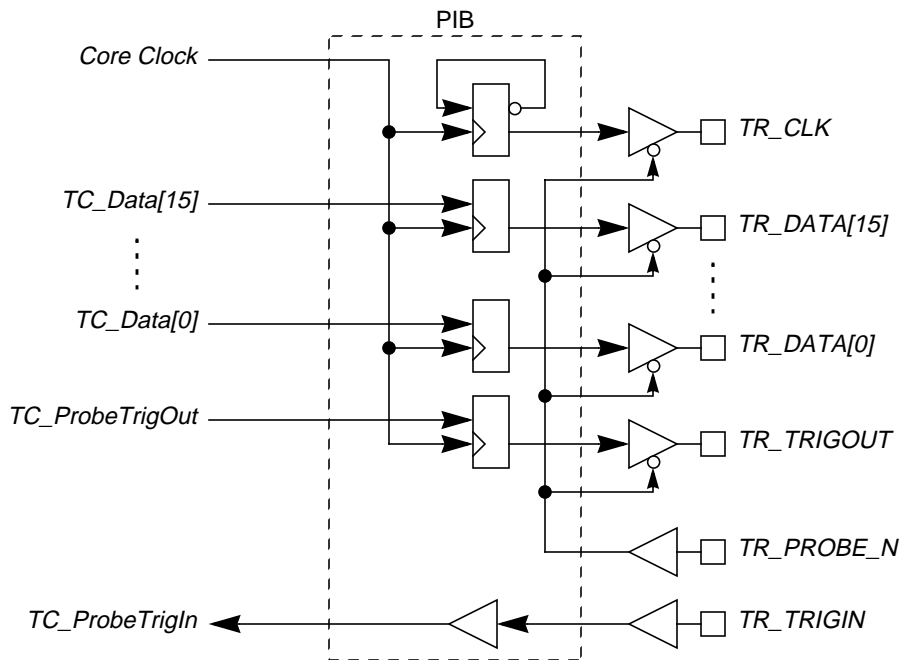 PIB
Core Clock
TR_CLK
TC_Data[15]
TR_DATA[15]
TC_Data[0]
TR_DATA[0]
TC_ProbeTrigOut
TR_TRIGOUT
TR_PROBE_N
TC_ProbeTrigIn
TR_TRIGIN